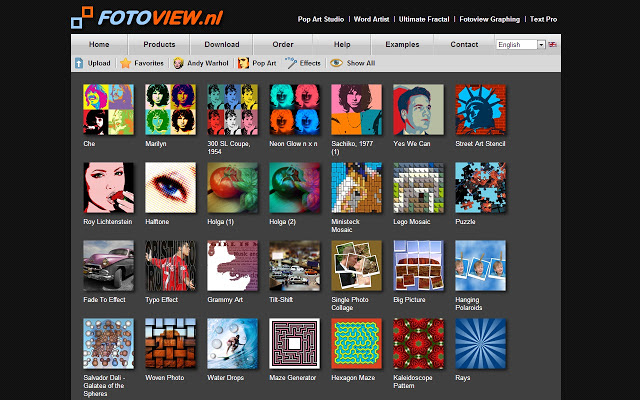 FOTOVIEW.nl
Pop Art Studio | Word Artist | Ultimate Fractal | Fotoview Graphing | Text Pro
Home Products Download Order Help Examples Contact English
Upload Favorites Andy Warhol Pop Art Effects Show All
Che Marilyn 300 SL Coupe, 1954 Neon Glow n x n Sachiko, 1977 (1) Yes We Can Street Art Stencil
Roy Lichtenstein Halftone Holga (1) Holga (2) Ministeck Mosaic Lego Mosaic Puzzle
GIRL IN M
Fade To Effect Typo Effect Grammy Art Tilt-Shift Single Photo Collage Big Picture Hanging Polaroids
Salvador Dali - Galatea of the Spheres Woven Photo Water Drops Maze Generator Hexagon Maze Kaleidoscope Pattern Rays